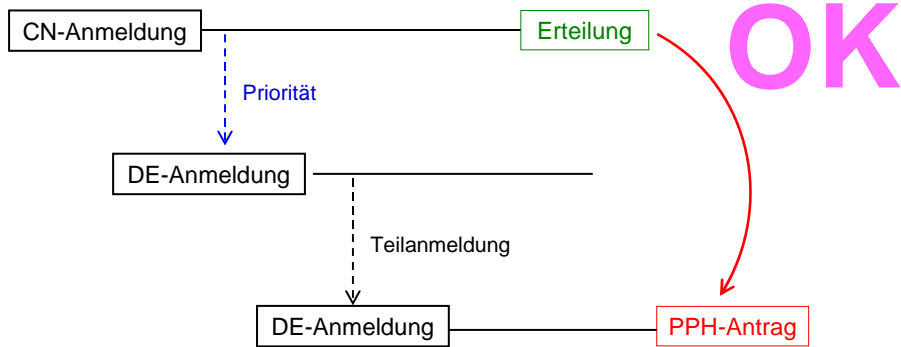 CN-Anmeldung
Erteilung
OK
Priorität
DE-Anmeldung
Teilanmeldung
DE-Anmeldung
PPH-Antrag